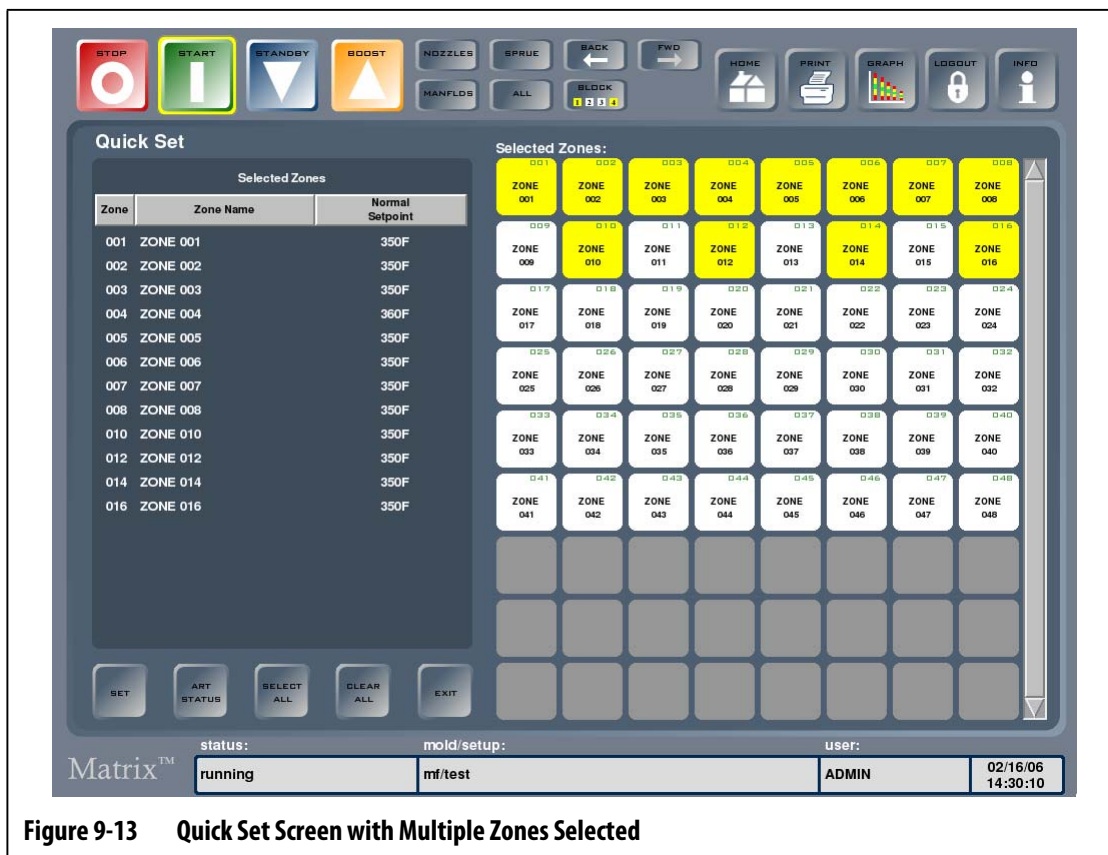 STOP START STANDBY BOOST NOZZLES SPRUE BACK FWD HOME PRINT GRAPH LOGOUT INFO
MANFLDS ALL BLOCK
1 2 3 4
Quick Set
Selected Zones
Zone Zone Name Normal Setpoint
001 ZONE 001 350F
002 ZONE 002 350F
003 ZONE 003 350F
004 ZONE 004 360F
005 ZONE 005 350F
006 ZONE 006 350F
007 ZONE 007 350F
008 ZONE 008 350F
010 ZONE 010 350F
012 ZONE 012 350F
014 ZONE 014 350F
016 ZONE 016 350F
SET ART STATUS SELECT ALL CLEAR ALL EXIT
Selected Zones:
001 002 003 004 005 006 007 008
ZONE ZONE ZONE ZONE ZONE ZONE ZONE ZONE
001 002 003 004 005 006 007 008
009 010 011 012 013 014 015 016
ZONE ZONE ZONE ZONE ZONE ZONE ZONE ZONE
009 010 011 012 013 014 015 016
017 018 019 020 021 022 023 024
ZONE ZONE ZONE ZONE ZONE ZONE ZONE ZONE
017 018 019 020 021 022 023 024
025 026 027 028 029 030 031 032
ZONE ZONE ZONE ZONE ZONE ZONE ZONE ZONE
025 026 027 028 029 030 031 032
033 034 035 036 037 038 039 040
ZONE ZONE ZONE ZONE ZONE ZONE ZONE ZONE
033 034 035 036 037 038 039 040
041 042 043 044 045 046 047 048
ZONE ZONE ZONE ZONE ZONE ZONE ZONE ZONE
041 042 043 044 045 046 047 048
Matrix™
status: mold/setup: user:
running mf/test ADMIN 02/16/06
14:30:10
Figure 9-13 Quick Set Screen with Multiple Zones Selected